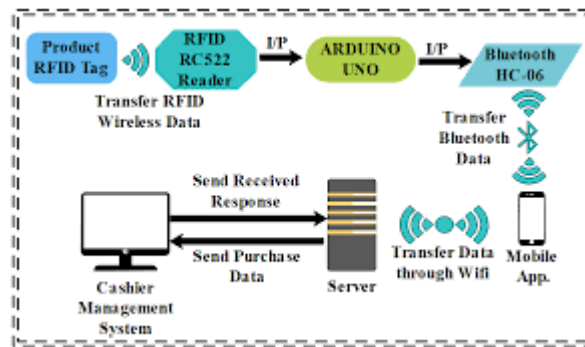 Product
RFID Tag
RFID
RC522
Reader
I/P
ARDUINO
UNO
I/P
Bluetooth
HC-06
Transfer RFID
Wireless Data
Transfer
Bluetooth
Data
Send Received
Response
Send Purchase
Data
Cashier
Management
System
Server
Transfer Data
through Wifi
Mobile
App.